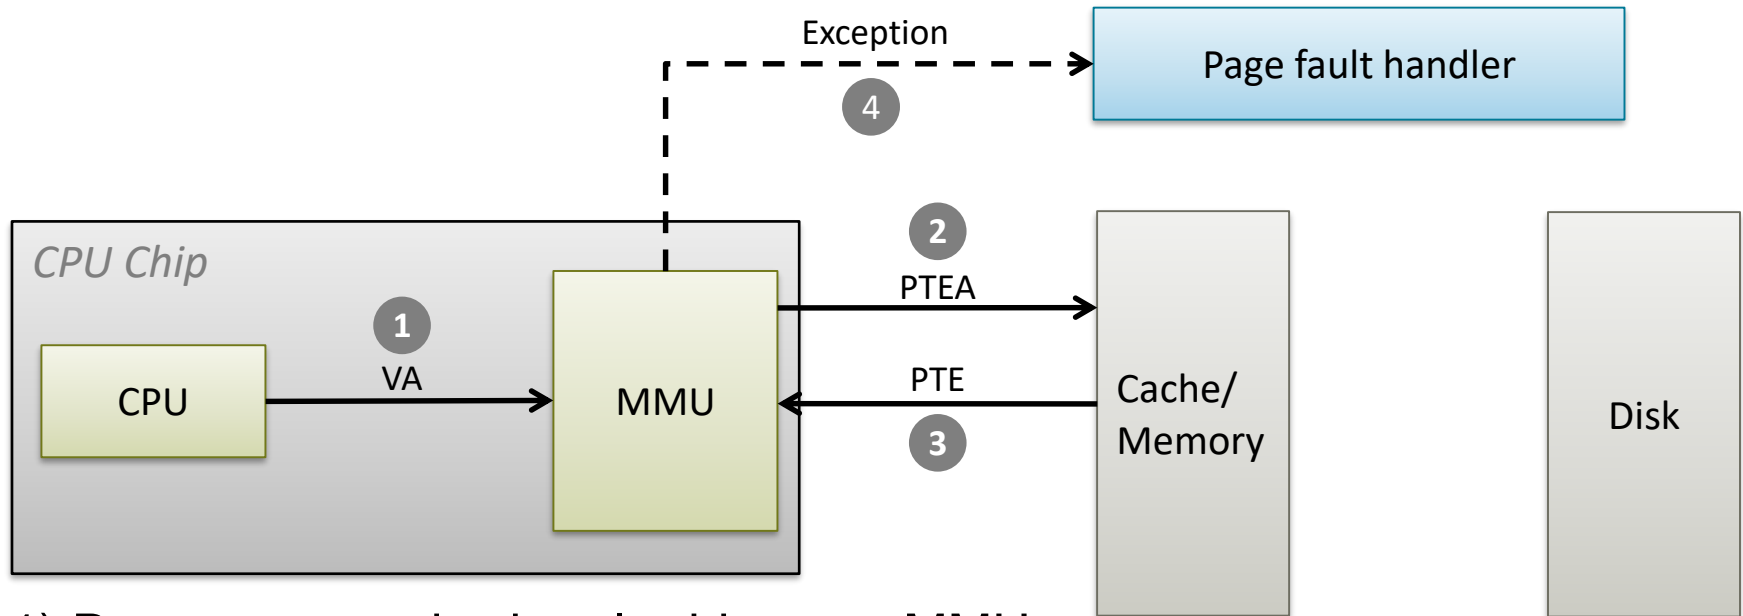 Exception
Page fault handler
4
CPU Chip
2
PTEA
1
VA
CPU
MMU
PTE
3
Cache/
Memory
Disk